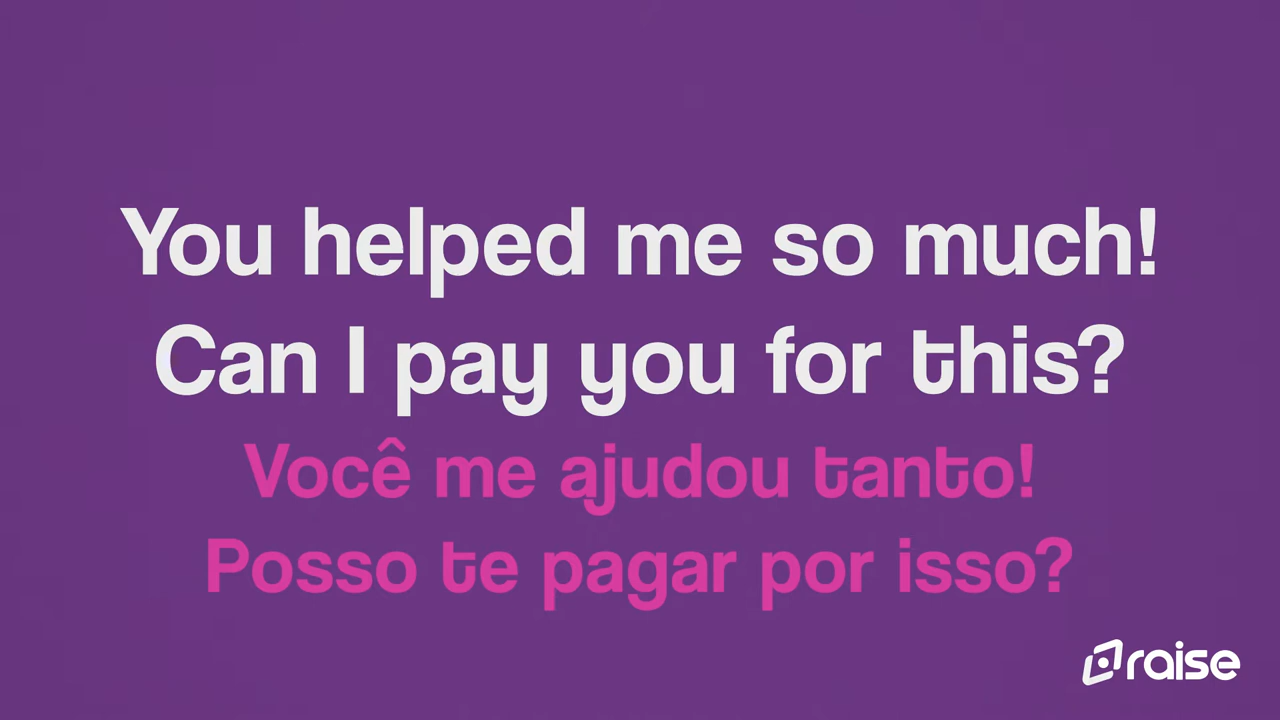 You helped me so much!
Can I pay you for this?
Você me ajudou tanto!
Posso te pagar por isso?
raise